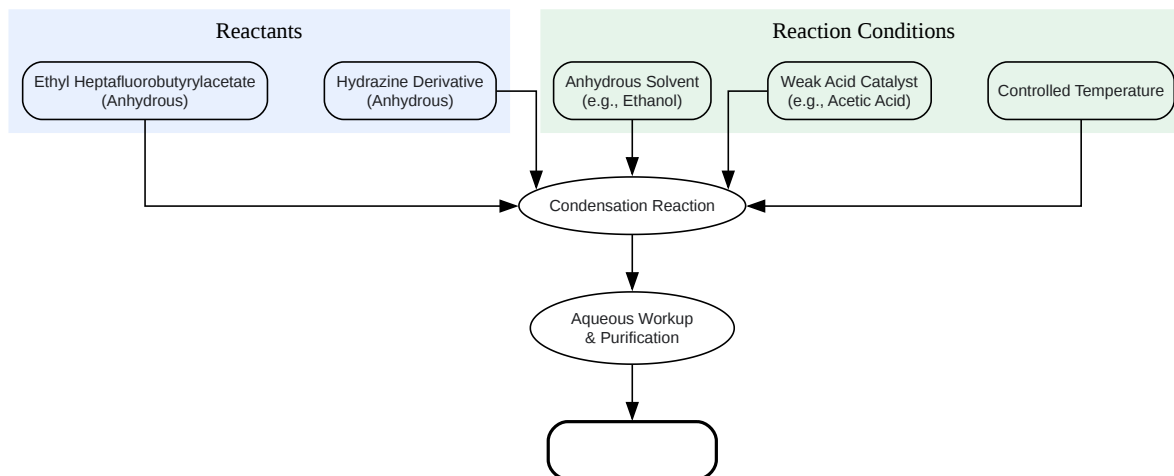 Reactants
Reaction Conditions
Ethyl Heptafluorobutyrylacetate
(Anhydrous)
Hydrazine Derivative
(Anhydrous)
Anhydrous Solvent
(e.g., Ethanol)
Weak Acid Catalyst
(e.g., Acetic Acid)
Controlled Temperature
Condensation Reaction
Aqueous Workup
& Purification